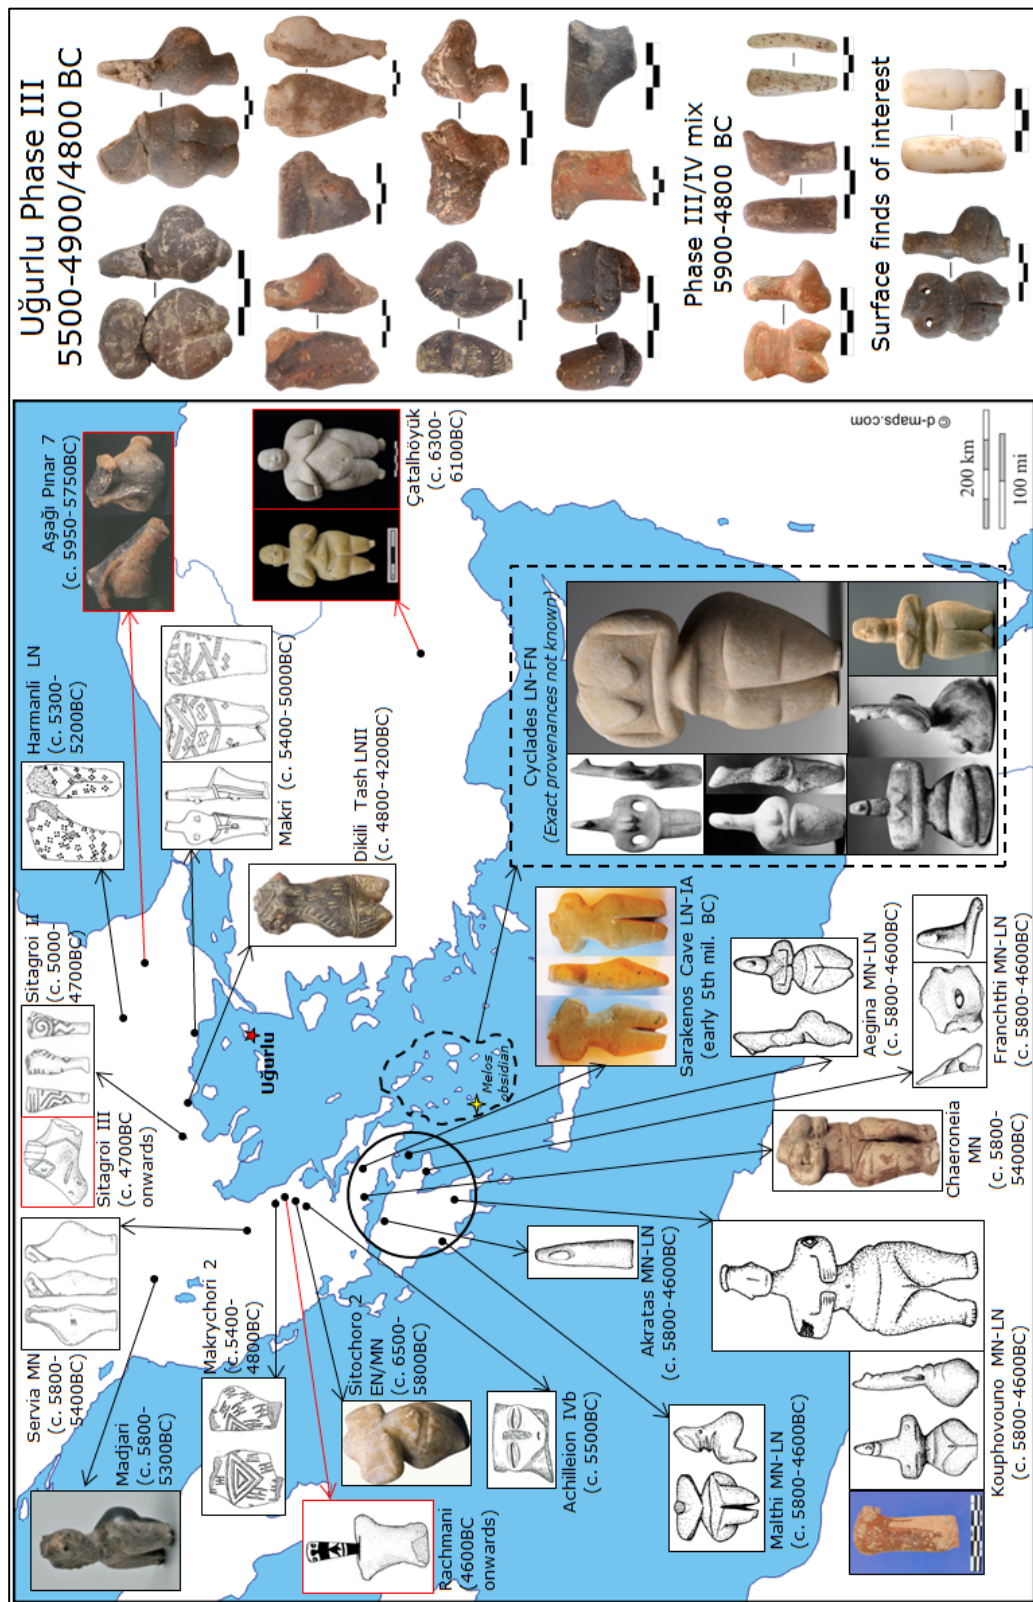 Uğurlu Phase III
5500-4900/4800 BC
Phase III/IV mix
5900-4800 BC
Surface finds of interest
Aşağı Pınar 7
(c. 5950-5750BC)
Çatalhöyük
(c. 6300-
6100BC)
Harmanli LN
(c. 5300-
5200BC)
Makri (c. 5400-5000BC)
Dikili Tash LNII
(c. 4800-4200BC)
Sitagroi II
(c. 5000-
4700BC)
Sitagroi III
(c. 4700BC
onwards)
Servia MN
(c. 5800-
5400BC)
Madjari
(c. 5800-
5300BC)
Makrychori 2
(c.5400-
4800BC)
Sitochoro 2
EN/MN
(c. 6500-
5800BC)
Rachmani
(4600BC
onwards)
Achilleion IVb
(c. 5500BC)
Uğurlu
Melos
obsidian
Cyclades LN-FN
(Exact provenances not known)
Sarakenos Cave LN-IA
(early 5th mil. BC)
Aegina MN-LN
(c. 5800-4600BC)
Franchthi MN-LN
(c. 5800-4600BC)
Chaeroneia
MN
(c. 5800-
5400BC)
Akratas MN-LN
(c. 5800-4600BC)
Malthi MN-LN
(c. 5800-4600BC)
Kouphovouno MN-LN
(c. 5800-4600BC)
© d-maps.com
200 km
100 mi